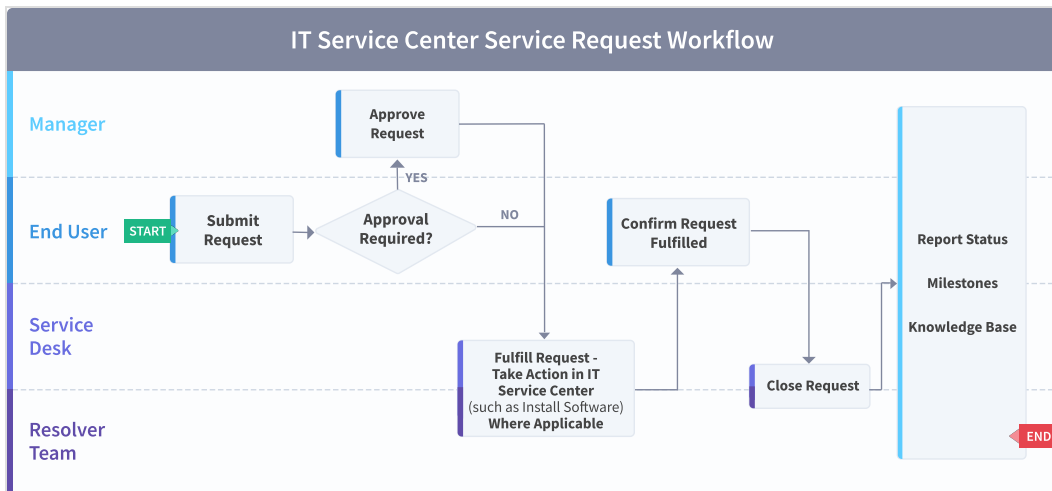 IT Service Center Service Request Workflow
Manager
Approve
Request
YES
End User
START
Submit
Request
Approval
Required?
NO
Confirm Request
Fulfilled
Report Status
Milestones
Knowledge Base
Service
Desk
Fulfill Request -
Take Action in IT
Service Center
(such as Install Software)
Where Applicable
Close Request
Resolver
Team
END